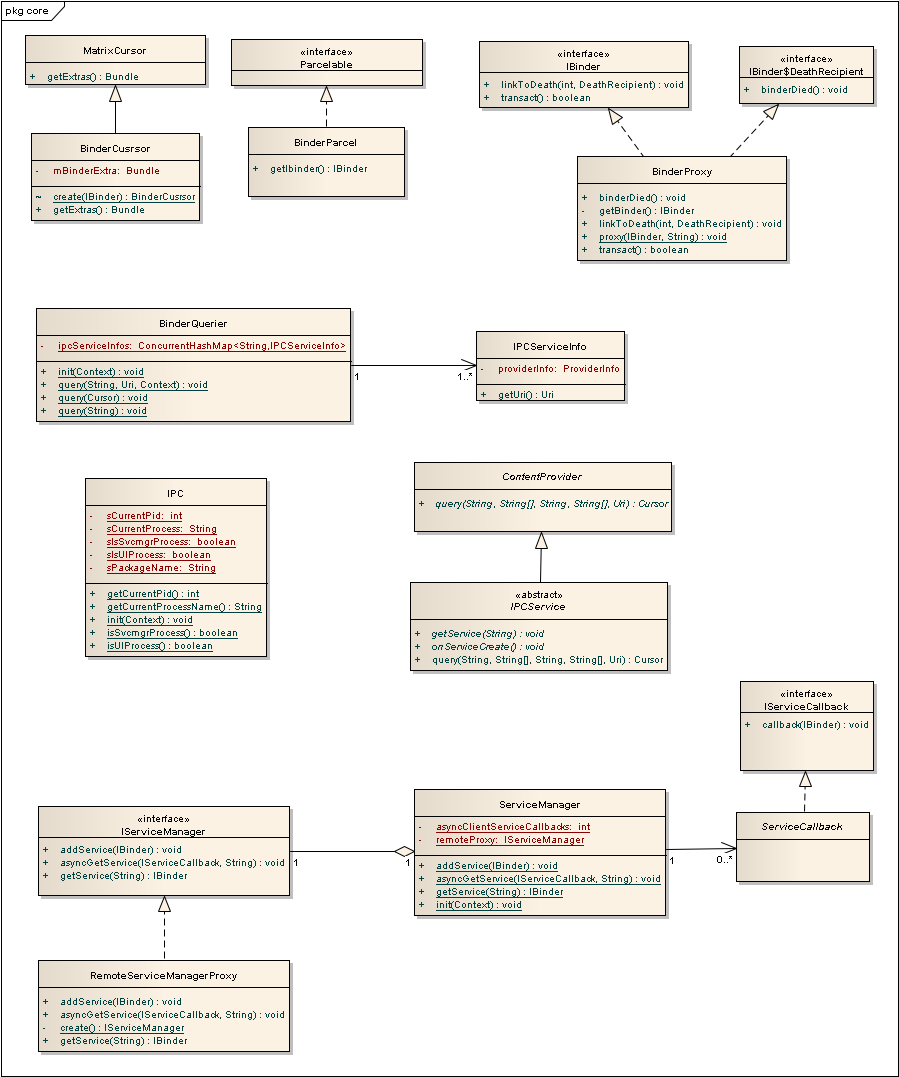 pkg core
MatrixCursor
+ getExtras() : Bundle
«interface»
Parcelable
«interface»
IBinder
+ linkToDeath(int, DeathRecipient) : void
+ transact() : boolean
«interface»
IBinder$DeathRecipient
+ binderDied() : void
BinderCusrsor
- mBinderExtra: Bundle
~ create(IBinder) : BinderCusrsor
+ getExtras() : Bundle
BinderParcel
+ getIbinder() : IBinder
BinderProxy
+ binderDied() : void
- getBinder() : IBinder
+ linkToDeath(int, DeathRecipient) : void
+ proxy(IBinder, String) : void
+ transact() : boolean
BinderQuerier
- ipcServiceInfos: ConcurrentHashMap<String,IPCServiceInfo>
+ init(Context) : void
+ query(String, Uri, Context) : void
+ query(Cursor) : void
+ query(String) : void
1
1..*
IPCServiceInfo
- providerInfo: ProviderInfo
+ getUri() : Uri
IPC
- sCurrentPid: int
- sCurrentProcess: String
- sIsSvcmgrProcess: boolean
- sIsUIProcess: boolean
- sPackageName: String
+ getCurrentPid() : int
+ getCurrentProcessName() : String
+ init(Context) : void
+ isSvcmgrProcess() : boolean
+ isUIProcess() : boolean
ContentProvider
+ query(String, String[], String, String[], Uri) : Cursor
«abstract»
IPCService
+ getService(String) : void
+ onServiceCreate() : void
+ query(String, String[], String, String[], Uri) : Cursor
«interface»
IServiceCallback
+ callback(IBinder) : void
«interface»
IServiceManager
+ addService(IBinder) : void
+ asyncGetService(IServiceCallback, String) : void
+ getService(String) : IBinder
1
1
ServiceManager
- asyncClientServiceCallbacks: int
- remoteProxy: IServiceManager
+ addService(IBinder) : void
+ asyncGetService(IServiceCallback, String) : void
+ getService(String) : IBinder
+ init(Context) : void
1
0..*
ServiceCallback
RemoteServiceManagerProxy
+ addService(IBinder) : void
+ asyncGetService(IServiceCallback, String) : void
- create() : IServiceManager
+ getService(String) : IBinder